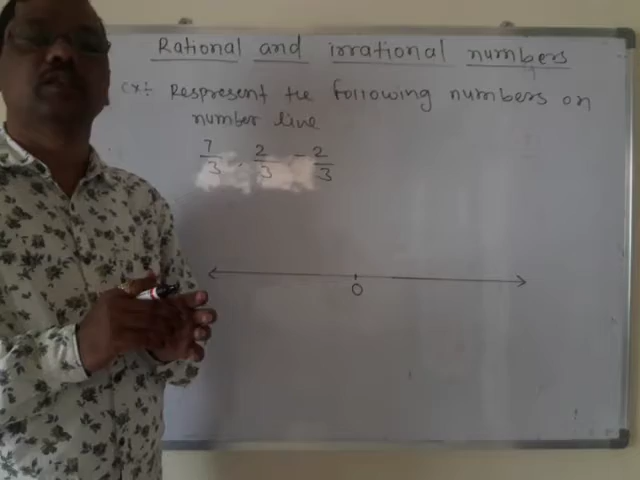 Rational and irrational numbers
Ex:- Respresent the following numbers on
number line
7/3, 2/3, -2/3
0